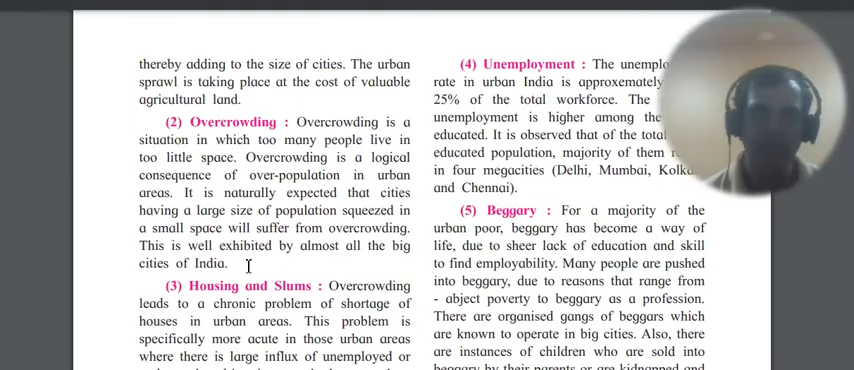 thereby adding to the size of cities. The urban
sprawl is taking place at the cost of valuable
agricultural land.
(2) Overcrowding : Overcrowding is a
situation in which too many people live in
too little space. Overcrowding is a logical
consequence of over-population in urban
areas. It is naturally expected that cities
having a large size of population squeezed in
a small space will suffer from overcrowding.
This is well exhibited by almost all the big
cities of India.
(3) Housing and Slums : Overcrowding
leads to a chronic problem of shortage of
houses in urban areas. This problem is
specifically more acute in those urban areas
where there is large influx of unemployed or
(4) Unemployment : The
rate in urban India is approxemately
25% of the total workforce. The
unemployment is higher among the
educated. It is observed that of the total
educated population, majority of them
in four megacities (Delhi, Mumbai,
and Chennai).
(5) Beggary : For a majority of the
urban poor, beggary has become a way of
life, due to sheer lack of education and skill
to find employability. Many people are pushed
into beggary, due to reasons that range from
- abject poverty to beggary as a profession.
There are organised gangs of beggars which
are known to operate in big cities. Also, there
are instances of children who are sold into
beggary by their parents or are kidnapped and